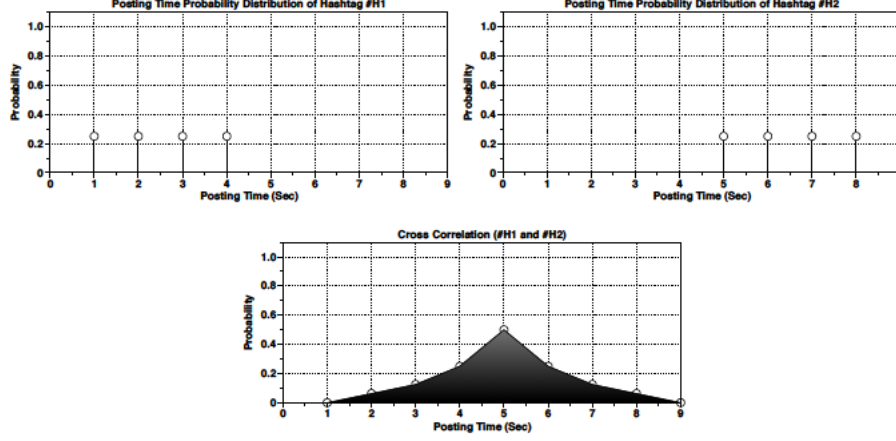 Posting Time Probability Distribution of Hashtag #H1
Probability
1.0
0.8
0.6
0.4
0.2
0
0 1 2 3 4 5 6 7 8 9
Posting Time (Sec)
Posting Time Probability Distribution of Hashtag #H2
Probability
1.0
0.8
0.6
0.4
0.2
0
0 1 2 3 4 5 6 7 8
Posting Time (Sec)
Cross Correlation (#H1 and #H2)
Probability
1.0
0.8
0.6
0.4
0.2
0
0 1 2 3 4 5 6 7 8 9
Posting Time (Sec)